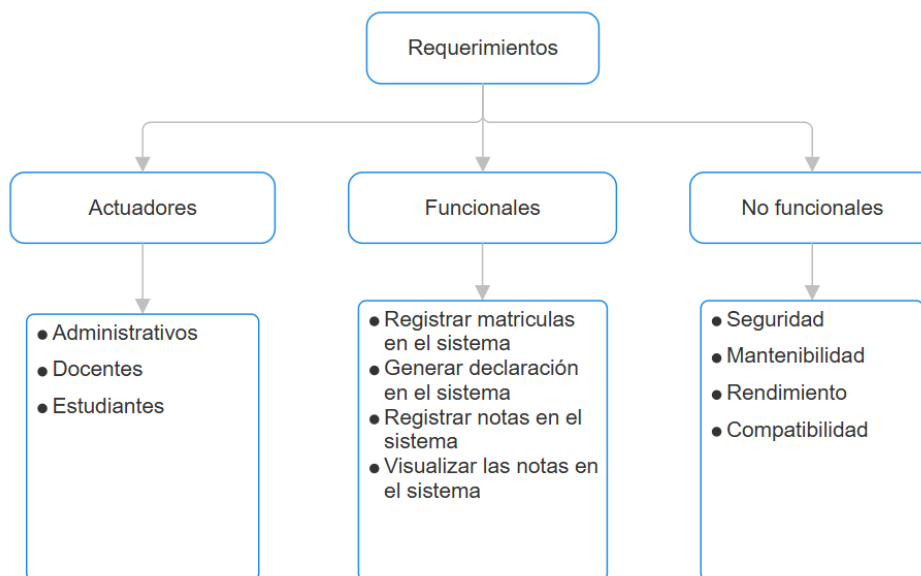 Requerimientos
Actuadores
Funcionales
No funcionales
● Administrativos
● Docentes
● Estudiantes
● Registrar matriculas
en el sistema
● Generar declaración
en el sistema
● Registrar notas en el
sistema
● Visualizar las notas en
el sistema
● Seguridad
● Mantenibilidad
● Rendimiento
● Compatibilidad